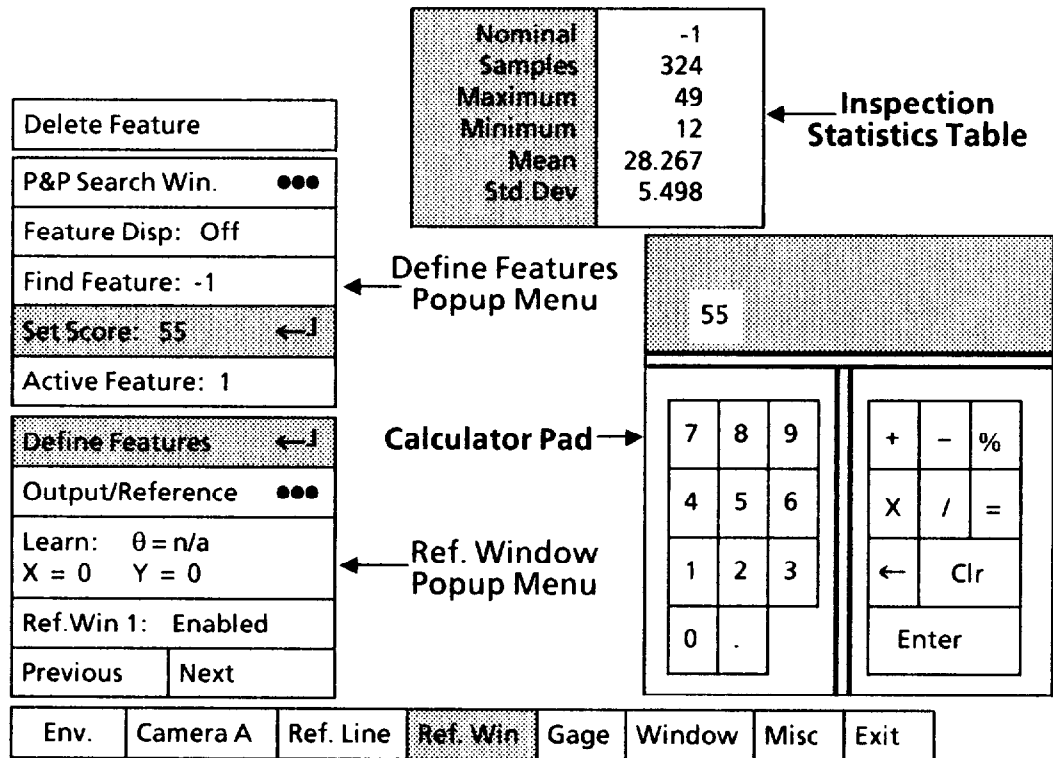 Nominal -1
Samples 324
Maximum 49
Minimum 12
Mean 28.267
Std.Dev 5.498
Inspection
Statistics Table
Delete Feature
P&P Search Win. ●●●
Feature Disp: Off
Find Feature: -1
Set Score: 55 ←┘
Active Feature: 1
Define Features
Popup Menu
55
Define Features ←┘
Output/Reference ●●●
Learn: θ = n/a
X = 0 Y = 0
Ref.Win 1: Enabled
Previous Next
Calculator Pad
Ref. Window
Popup Menu
7 8 9
4 5 6
1 2 3
0 .
+ – %
X / =
← Clr
Enter
Env. Camera A Ref. Line Ref. Win Gage Window Misc Exit